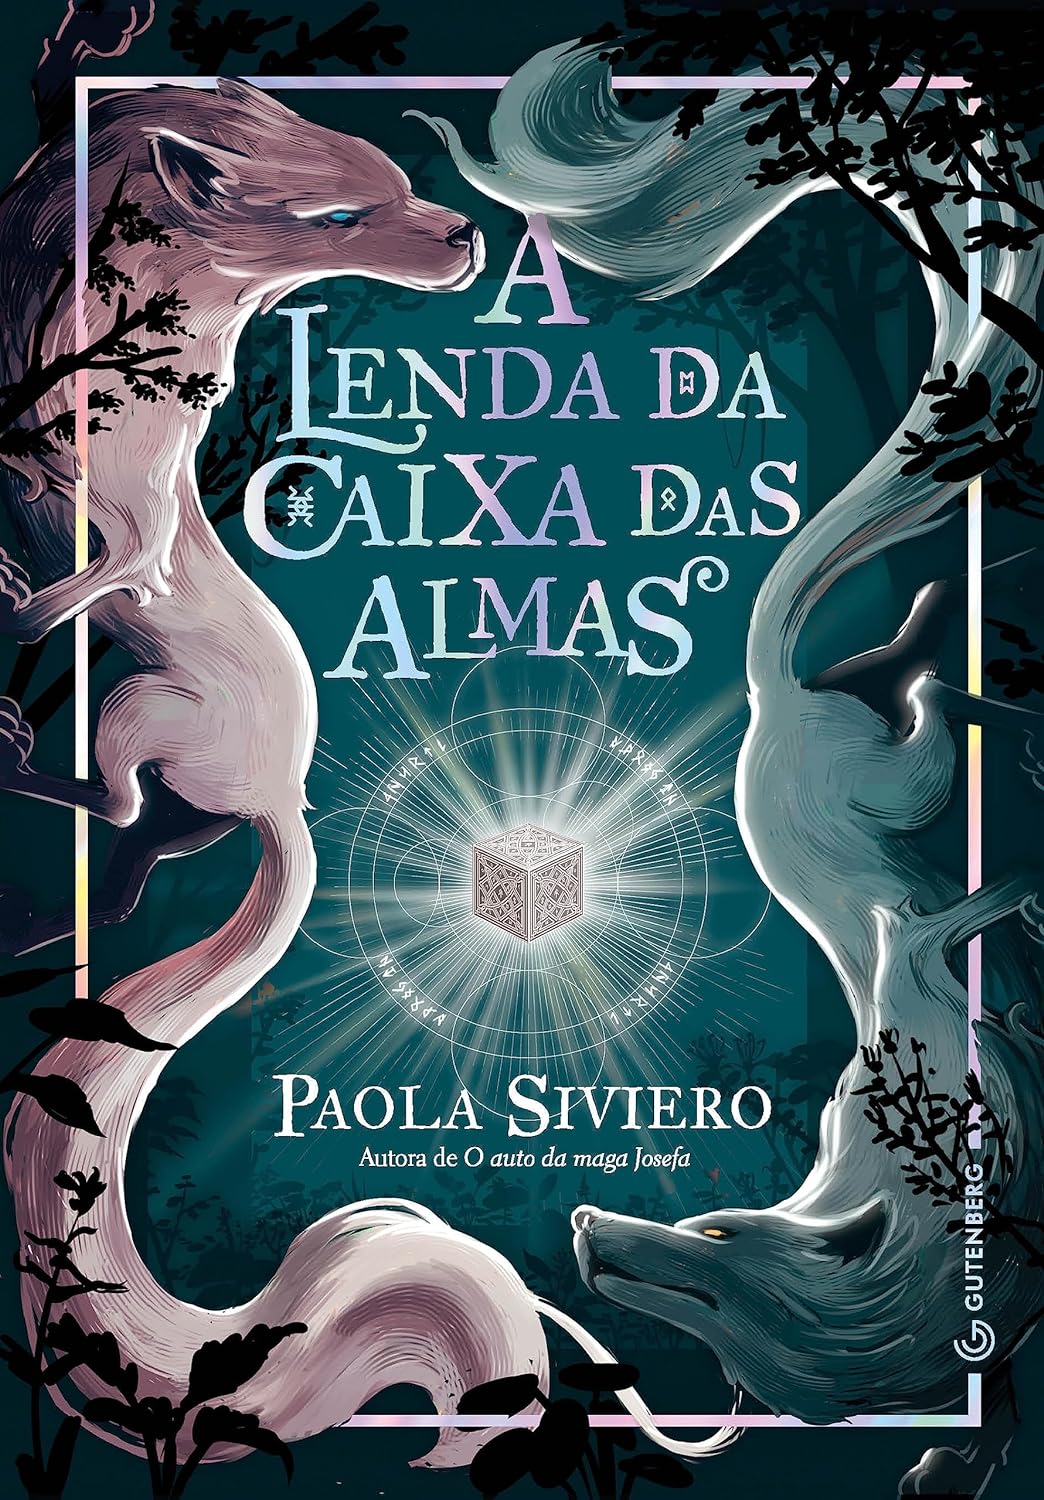 A
LENDA DA
CAIXA DAS
ALMAS
PAOLA SIVIERO
Autora de O auto da maga Josefa
GUTENBERG